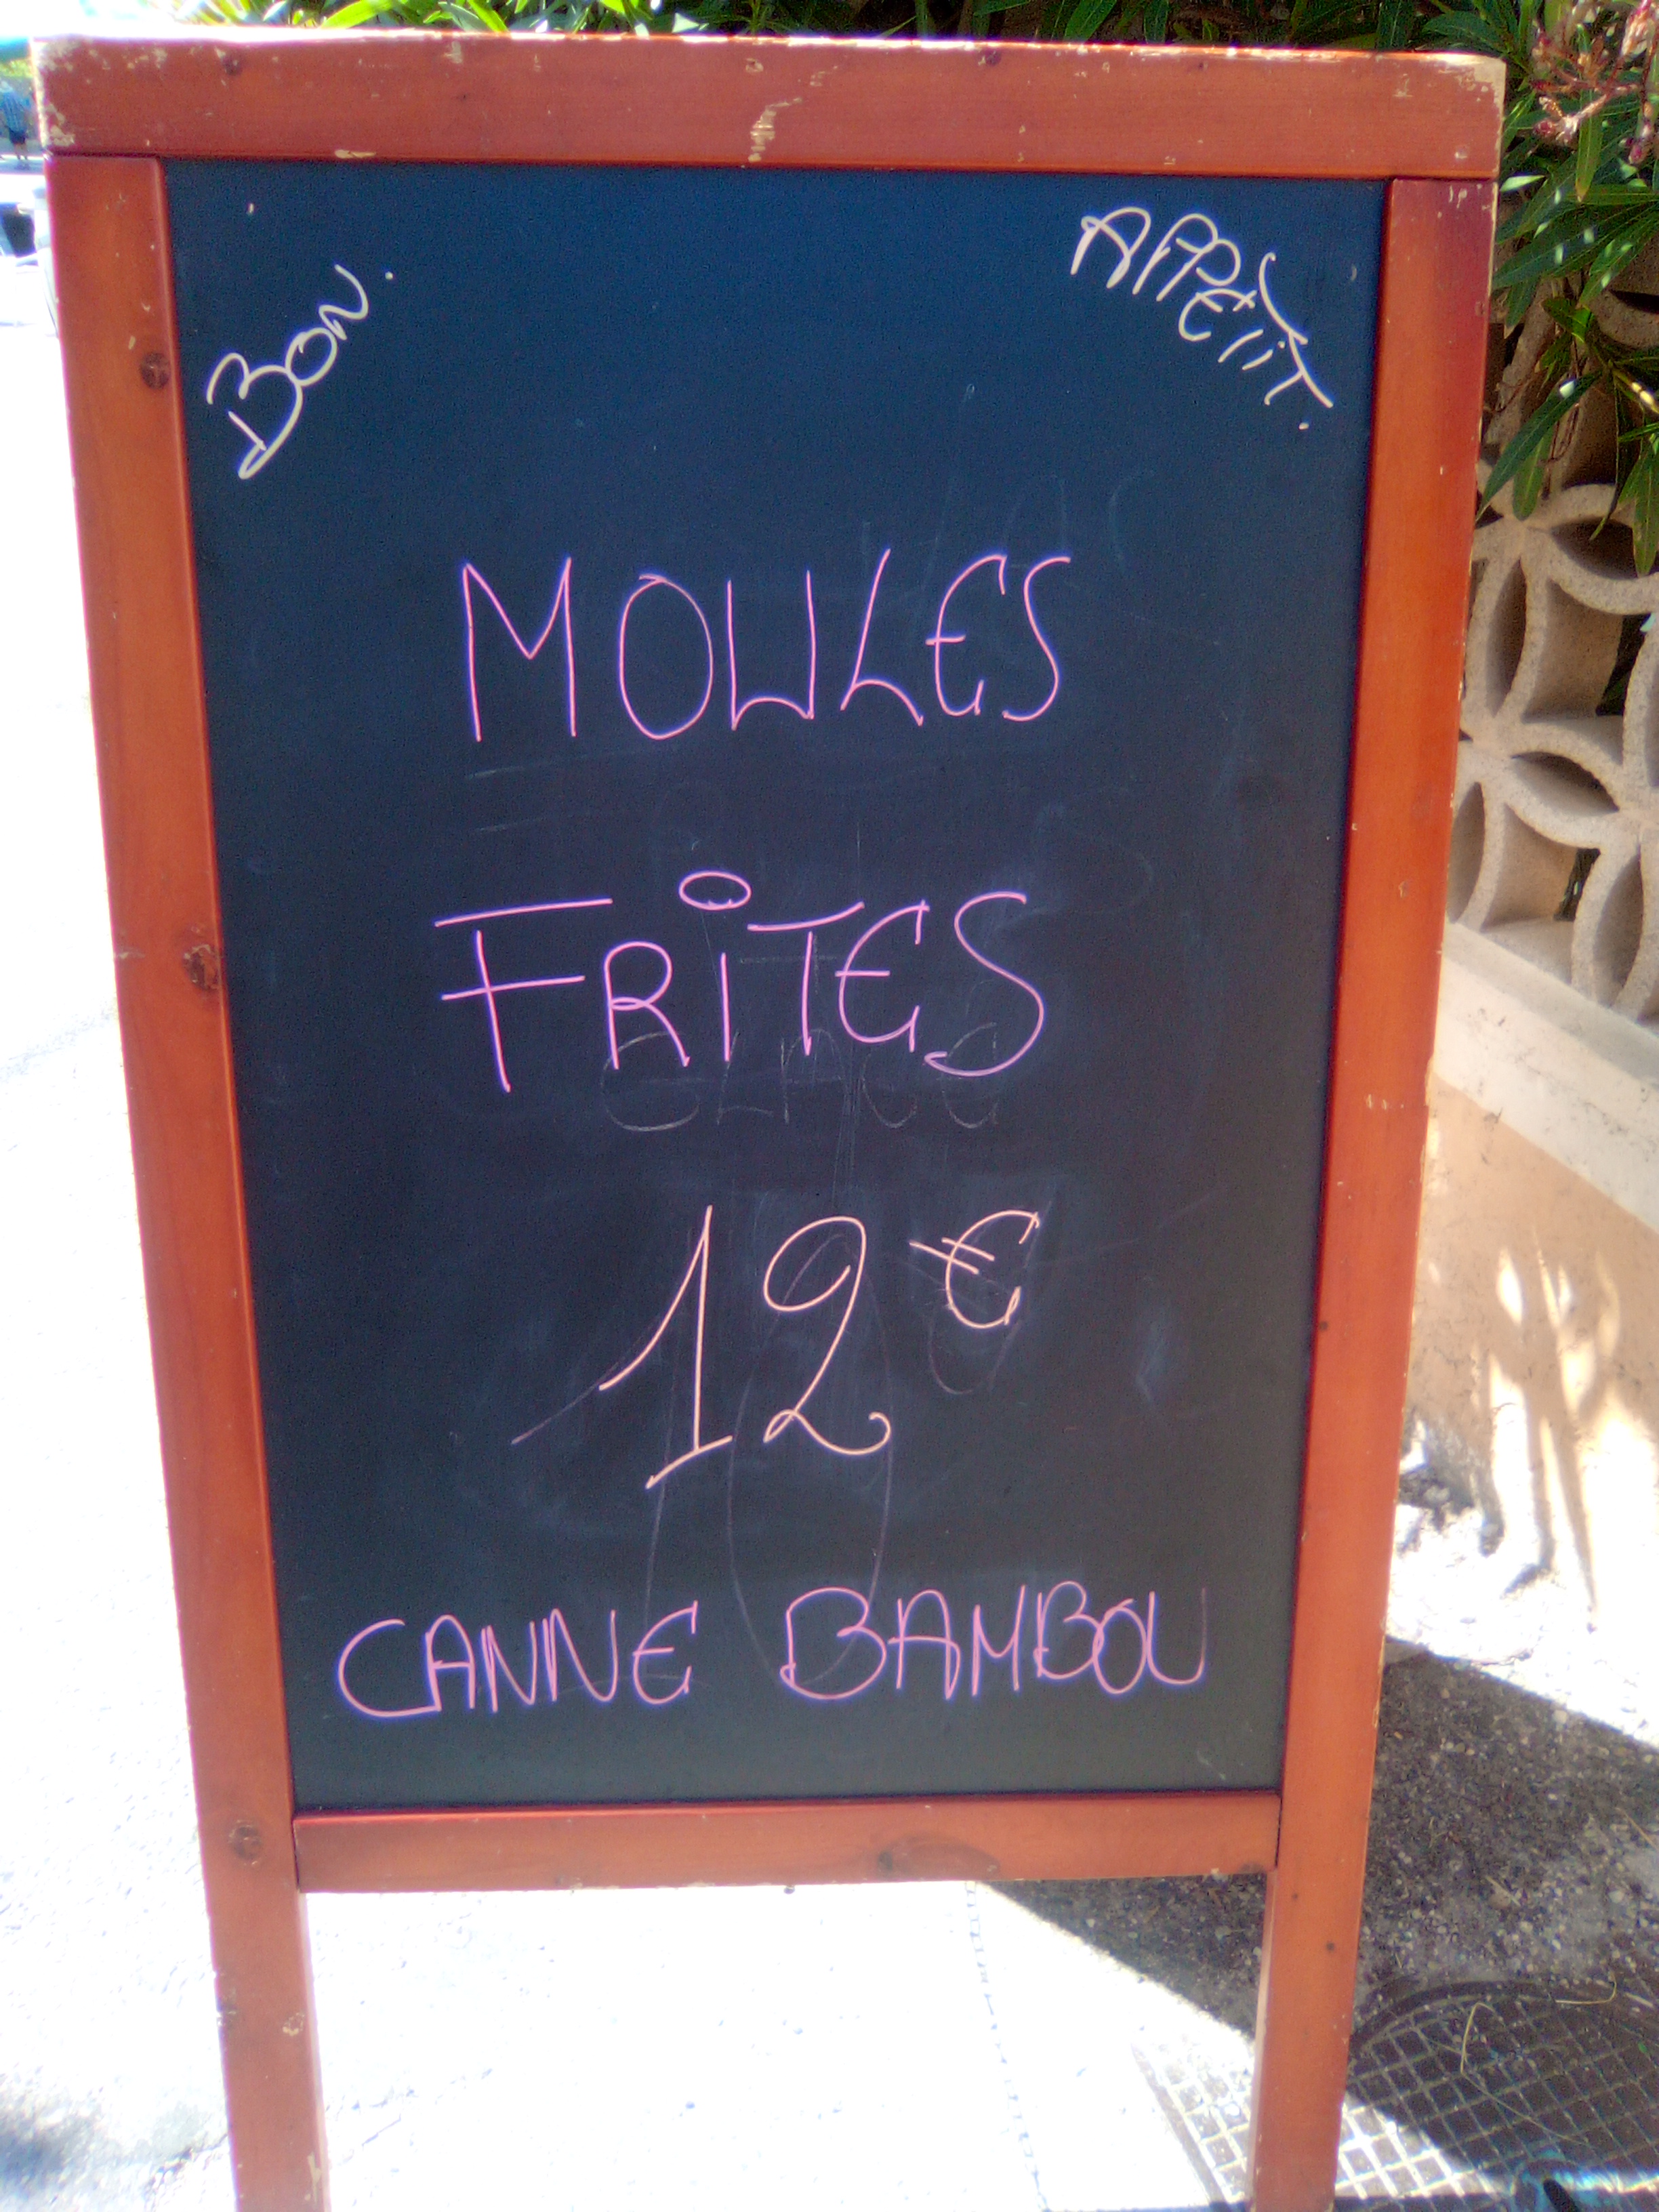 BON.
APPETIT.
MOULES
FRITES
12€
CANNE BAMBOU